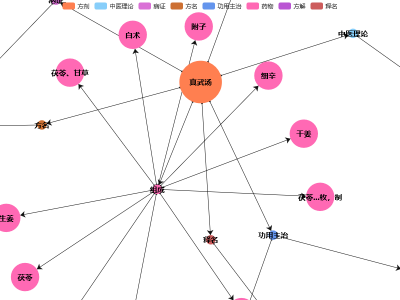 方剂 中医理论 病证 方名 功用主治 药物 方解 释名
附子
白术
中医理论
茯苓、甘草
真武汤
细辛
方名
干姜
组成
茯苓...枚，制
生姜
释名
功用主治
茯苓